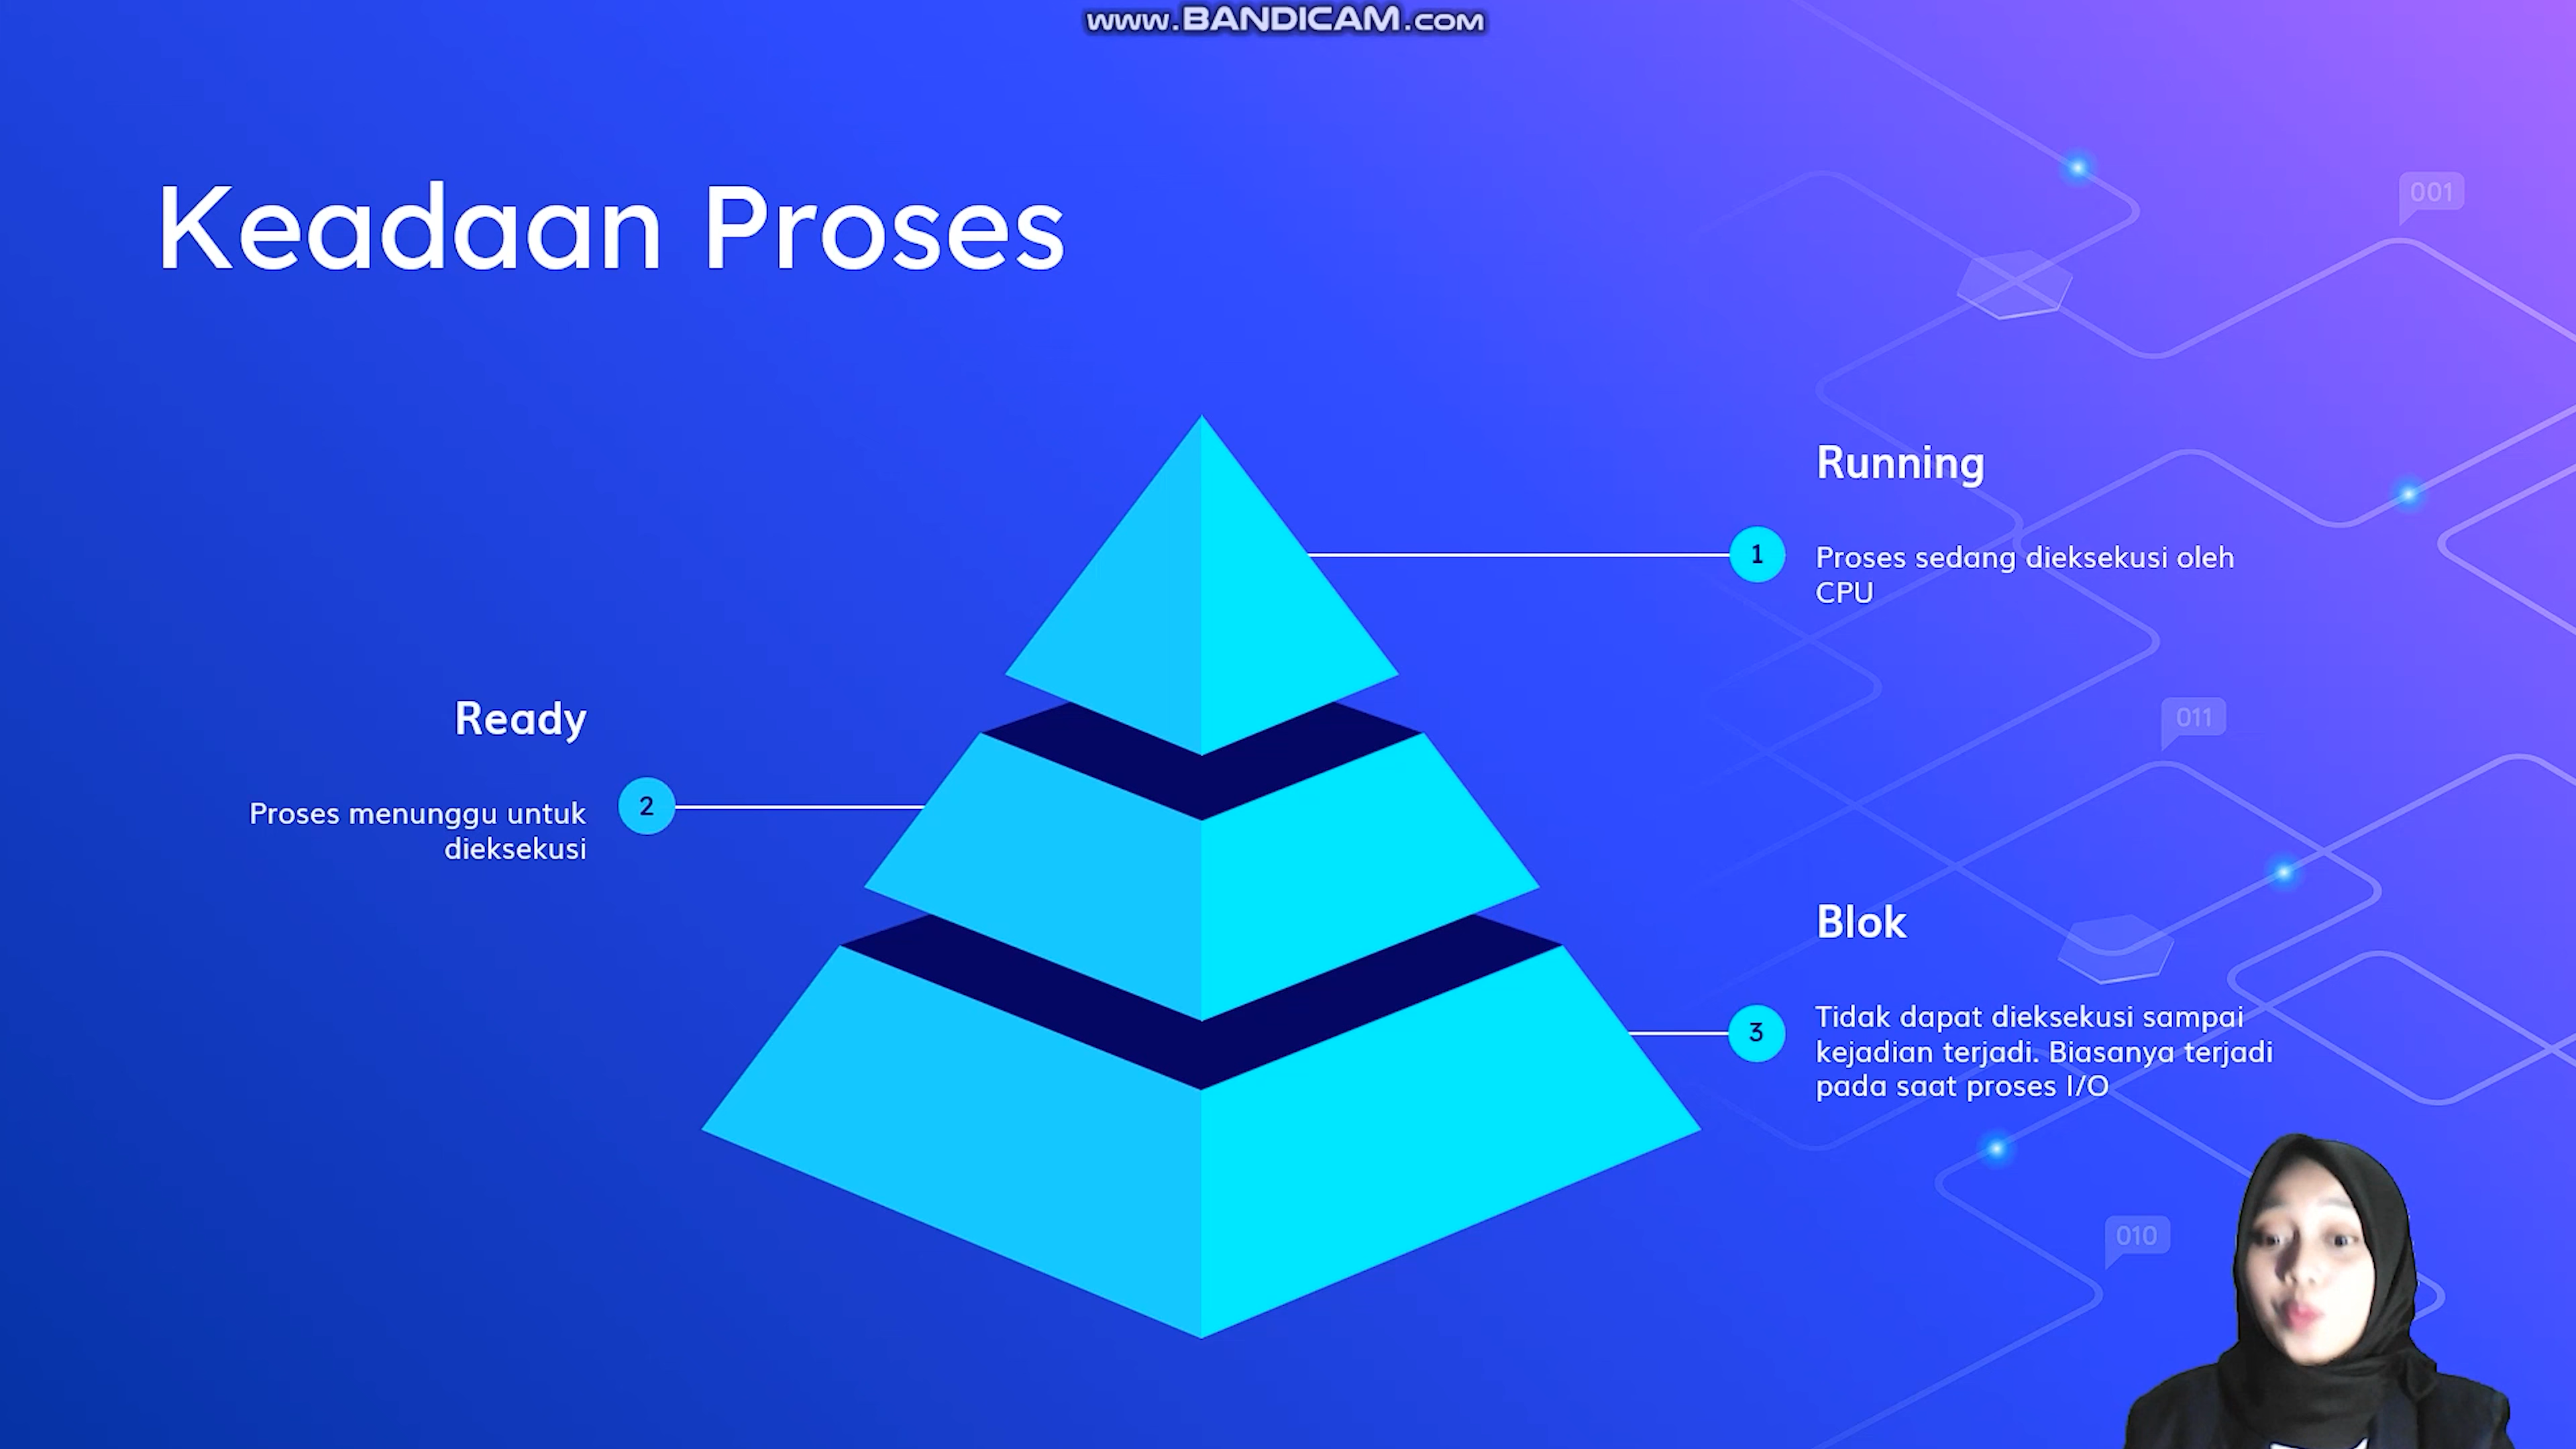 www.BANDICAM.com
001
Keadaan Proses
Running
1
Proses sedang dieksekusi oleh
CPU
Ready
2
Proses menunggu untuk
dieksekusi
011
Blok
3
Tidak dapat dieksekusi sampai
kejadian terjadi. Biasanya terjadi
pada saat proses I/O
010